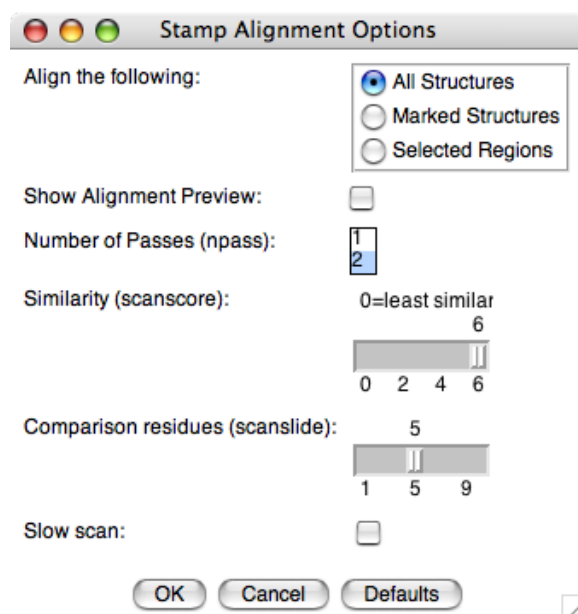 Stamp Alignment Options
Align the following:
All Structures
Marked Structures
Selected Regions
Show Alignment Preview:
Number of Passes (npass):
1
2
Similarity (scanscore):
0=least similar
6
0 2 4 6
Comparison residues (scanslide):
5
1 5 9
Slow scan:
OK Cancel Defaults